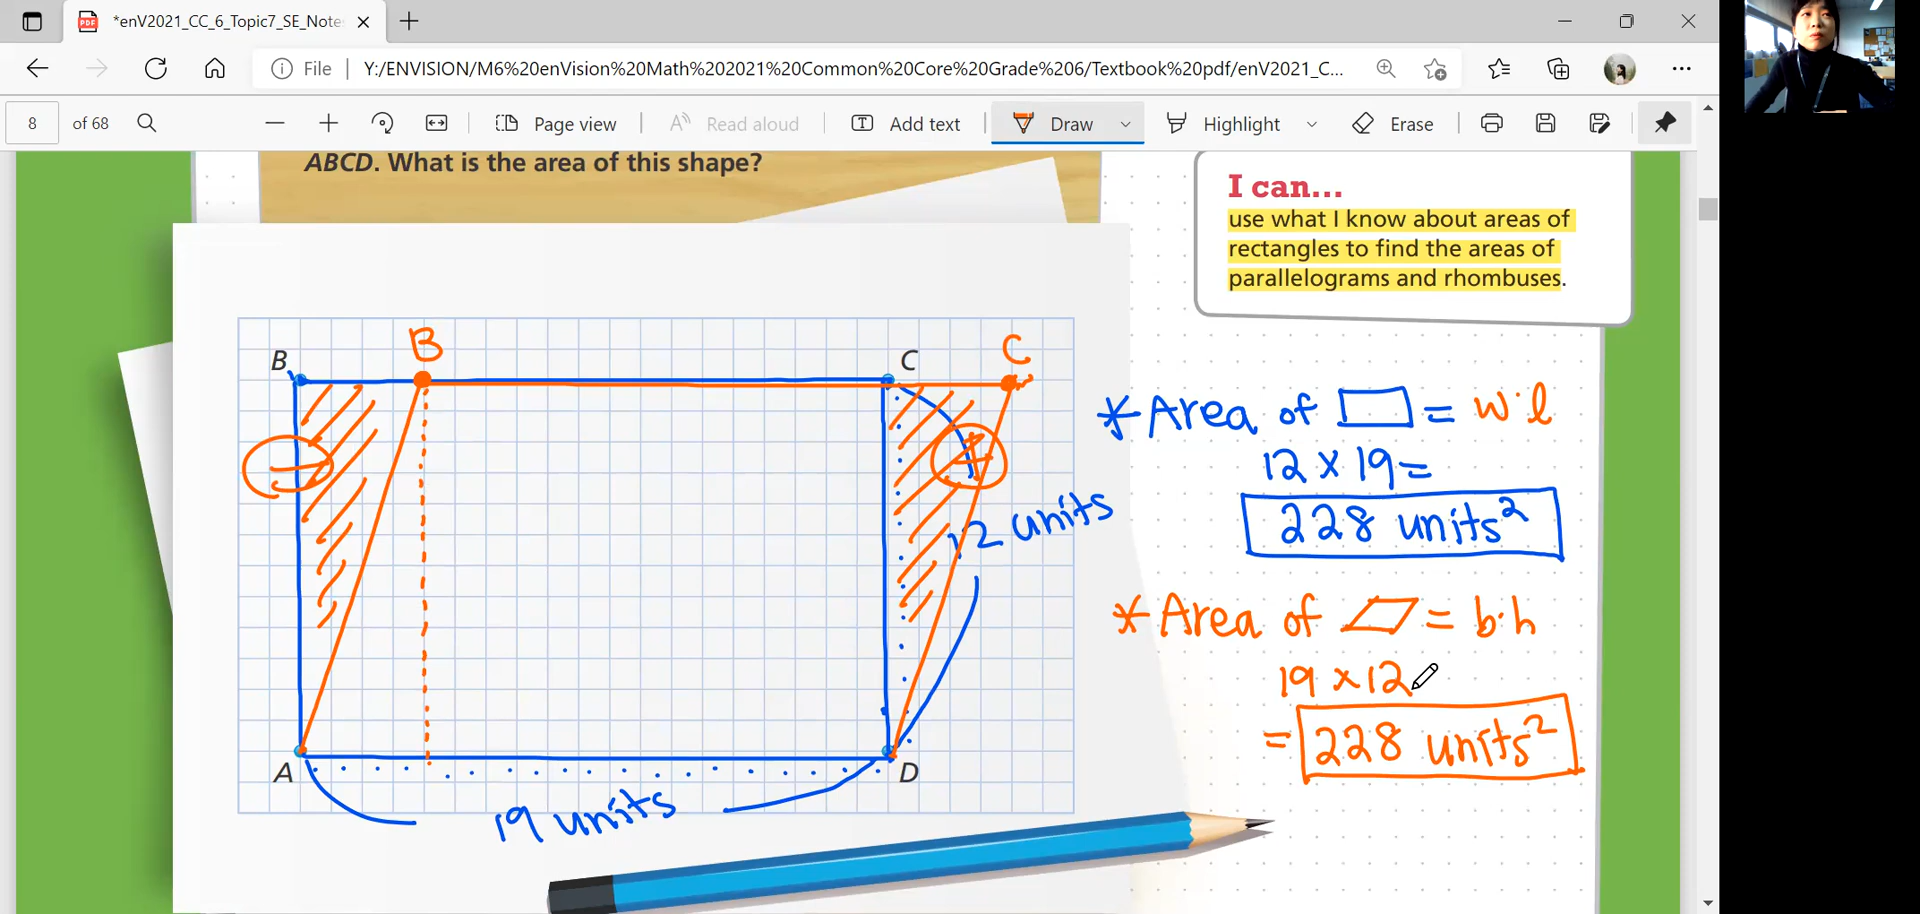 *enV2021_CC_6_Topic7_SE_Note
File
Y:/ENVISION/M6%20enVision%20Math%202021%20Common%20Core%20Grade%206/Textbook%20pdf/enV2021_C...
8 of 68
Page view
Read aloud
Add text
Draw
Highlight
Erase
ABCD. What is the area of this shape?
I can...
use what I know about areas of
rectangles to find the areas of
parallelograms and rhombuses.
B
B
C
C
12 units
A
D
19 units
*Area of ▭ = w·l
12 x 19 =
228 units²
*Area of ▱ = b·h
19 x 12
= 228 units²